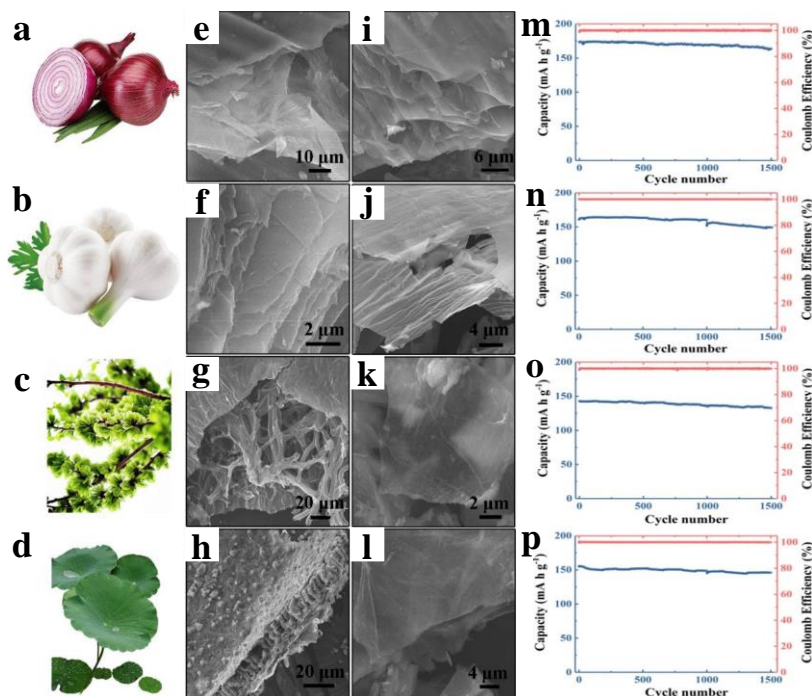 a
e
10 μm
i
6 μm
m
Capacity (mA h g⁻¹)
200
150
100
50
0
0
500
1000
1500
Cycle number
100
80
60
40
20
0
Coulomb Efficiency (%)
b
f
2 μm
j
4 μm
n
Capacity (mA h g⁻¹)
200
150
100
50
0
0
500
1000
1500
Cycle number
100
80
60
40
20
0
Coulomb Efficiency (%)
c
g
20 μm
k
2 μm
o
Capacity (mA h g⁻¹)
200
150
100
50
0
0
500
1000
1500
Cycle number
100
80
60
40
20
0
Coulomb Efficiency (%)
d
h
20 μm
l
4 μm
p
Capacity (mA h g⁻¹)
200
150
100
50
0
0
500
1000
1500
Cycle number
100
80
60
40
20
0
Coulomb Efficiency (%)